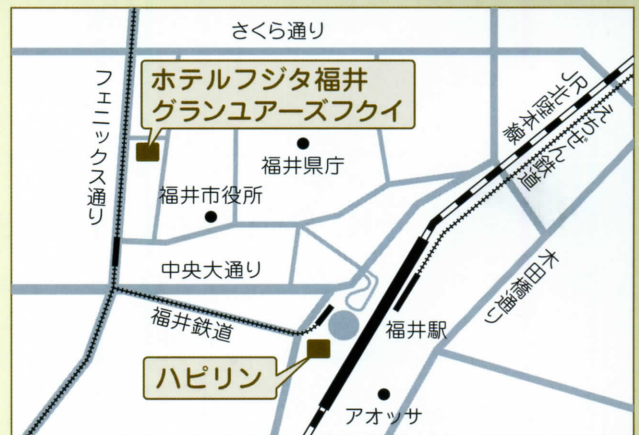 さくら通り
フェニックス通り
ホテルフジタ福井
グランユアーズフクイ
福井県庁
福井市役所
JR北陸本線
えちぜん鉄道
木田橋通り
中央大通り
福井鉄道
福井駅
ハピリン
アオッサ